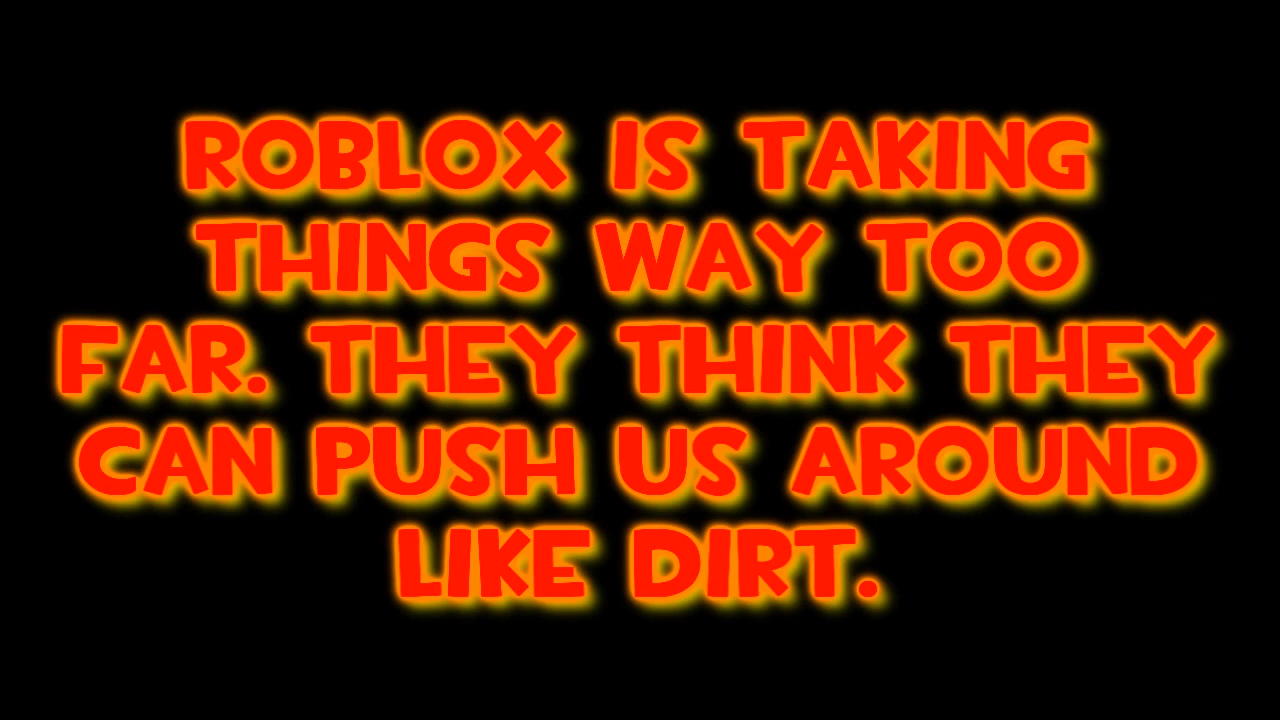 ROBLOX IS TAKING
THINGS WAY TOO
FAR. THEY THINK THEY
CAN PUSH US AROUND
LIKE DIRT.